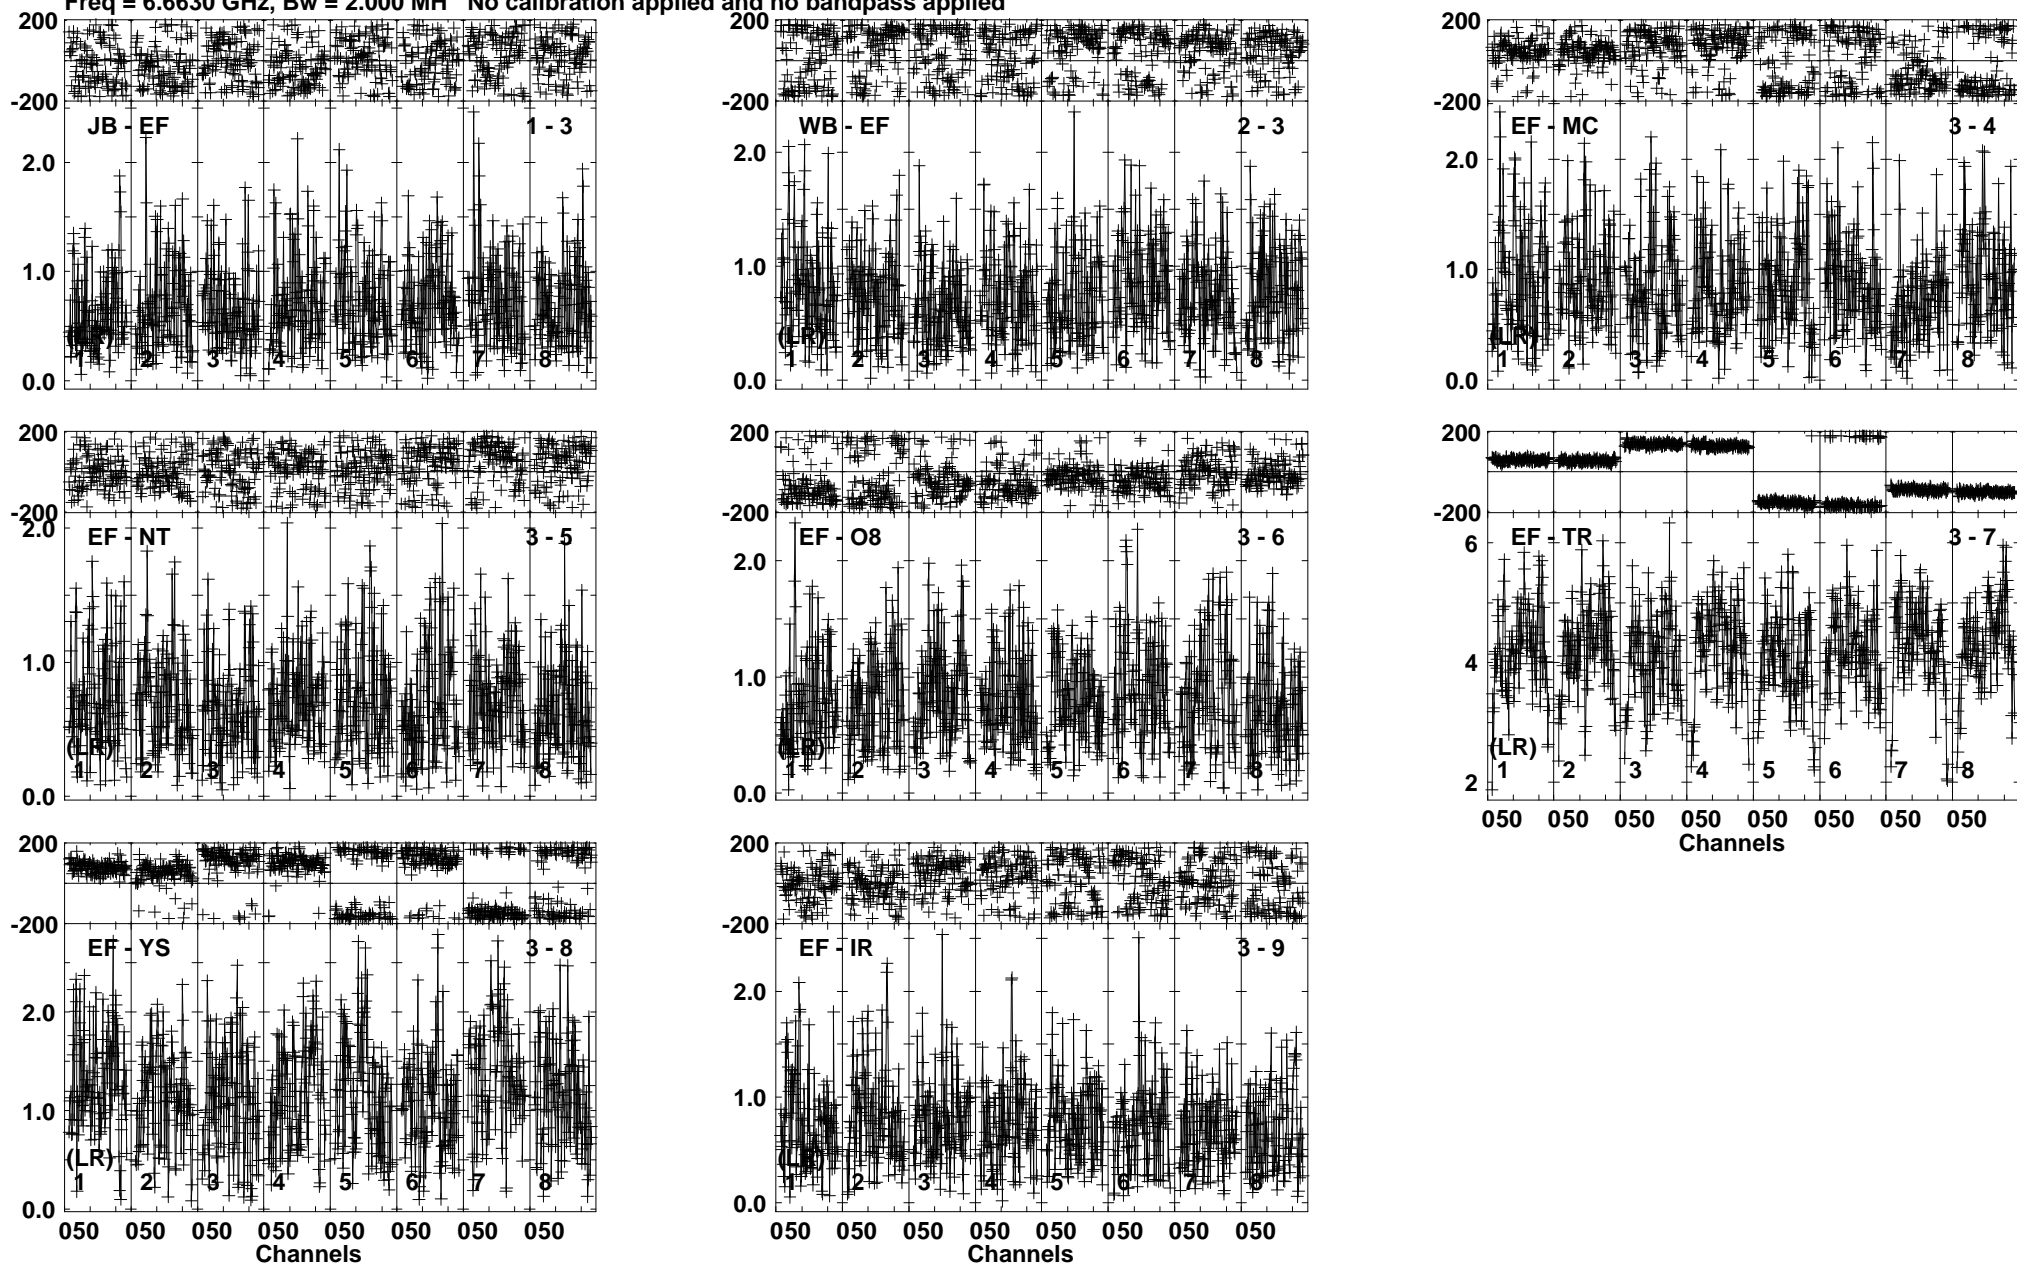 Freq = 6.6630 GHz, Bw = 2.000 MH No calibration applied and no bandpass applied
200
-200
JB - EF 1 - 3
2.0
1.0
(LR)
1 2 3 4 5 6 7 8
0.0
200
-200
WB - EF 2 - 3
2.0
1.0
(LR)
1 2 3 4 5 6 7 8
0.0
200
-200
EF - MC 3 - 4
2.0
1.0
(LR)
1 2 3 4 5 6 7 8
0.0
200
-200
2.0
EF - NT 3 - 5
1.0
(LR)
1 2 3 4 5 6 7 8
0.0
200
-200
EF - O8 3 - 6
2.0
1.0
(LR)
1 2 3 4 5 6 7 8
0.0
200
-200
6
EF - TR 3 - 7
4
(LR)
1 2 3 4 5 6 7 8
2
050 050 050 050 050 050 050 050
Channels
200
-200
EF - YS 3 - 8
2.0
1.0
(LR)
1 2 3 4 5 6 7 8
0.0
050 050 050 050 050 050 050 050
Channels
200
-200
EF - IR 3 - 9
2.0
1.0
(LR)
1 2 3 4 5 6 7 8
0.0
050 050 050 050 050 050 050 050
Channels